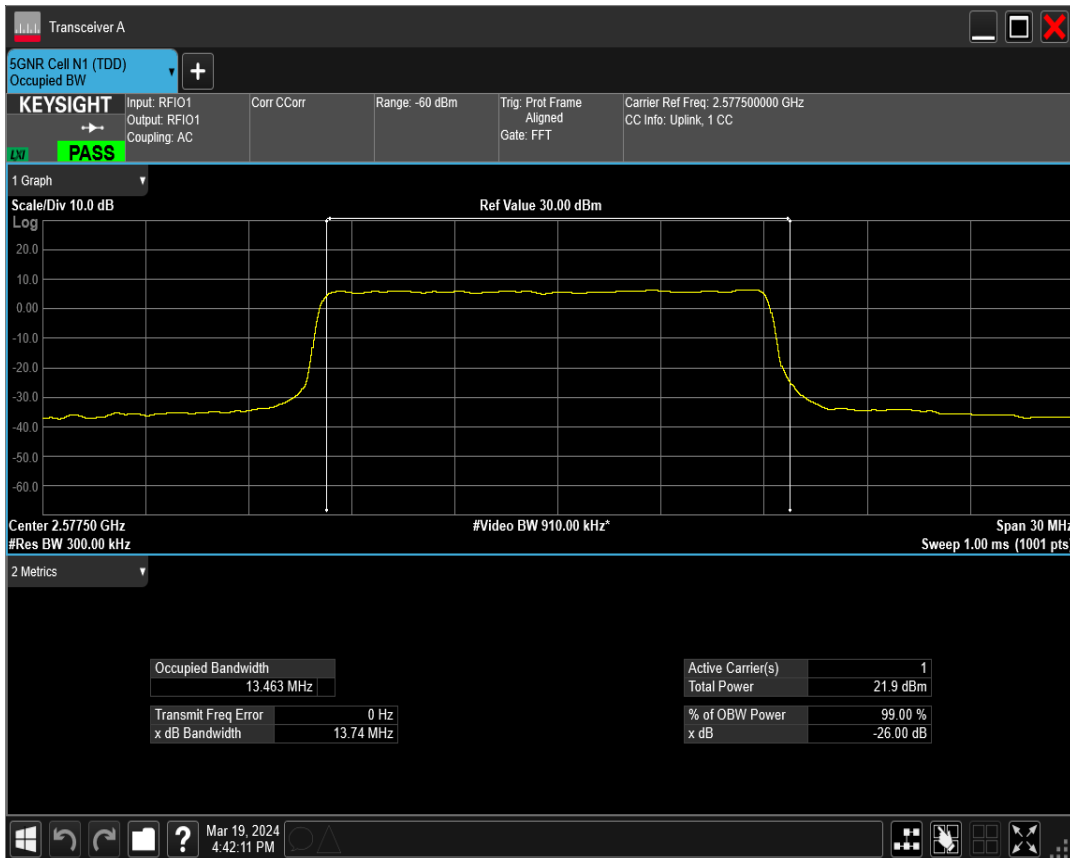 Transceiver A
5GNR Cell N1 (TDD)
Occupied BW
+
KEYSIGHT
LXI
PASS
Input: RFIO1
Output: RFIO1
Coupling: AC
Corr CCorr
Range: -60 dBm
Trig: Prot Frame
Aligned
Gate: FFT
Carrier Ref Freq: 2.577500000 GHz
CC Info: Uplink, 1 CC
1 Graph
Scale/Div 10.0 dB
Ref Value 30.00 dBm
Log
20.0
10.0
0.00
-10.0
-20.0
-30.0
-40.0
-50.0
-60.0
Center 2.57750 GHz
#Video BW 910.00 kHz*
Span 30 MHz
#Res BW 300.00 kHz
Sweep 1.00 ms (1001 pts)
2 Metrics
Occupied Bandwidth
13.463 MHz
Transmit Freq Error 0 Hz
x dB Bandwidth 13.74 MHz
Active Carrier(s) 1
Total Power 21.9 dBm
% of OBW Power 99.00 %
x dB -26.00 dB
?
Mar 19, 2024
4:42:11 PM